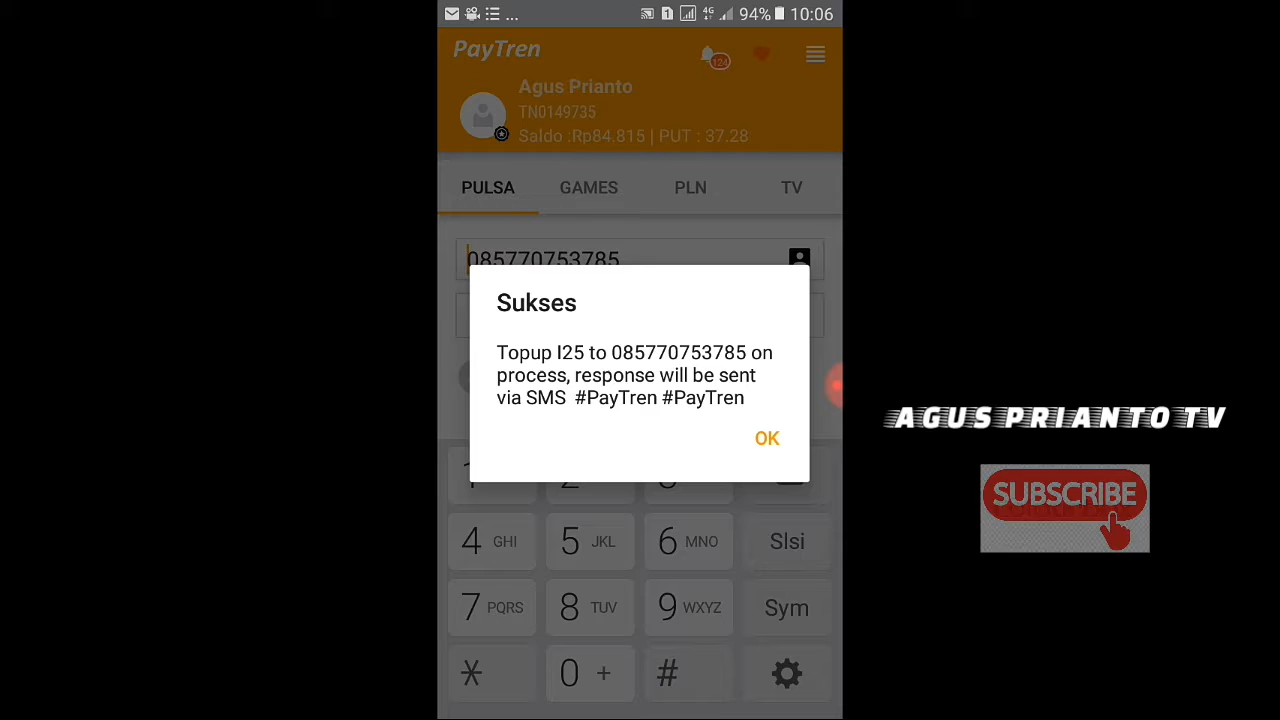 ... 4G 94% 10:06
PayTren
124
Agus Prianto
TN0149735
Saldo :Rp84.815 | PUT : 37.28
PULSA GAMES PLN TV
085770753785
Sukses
Topup I25 to 085770753785 on
process, response will be sent
via SMS #PayTren #PayTren
OK
4 GHI 5 JKL 6 MNO Slsi
7 PQRS 8 TUV 9 WXYZ Sym
0 + #
AGUS PRIANTO TV
SUBSCRIBE